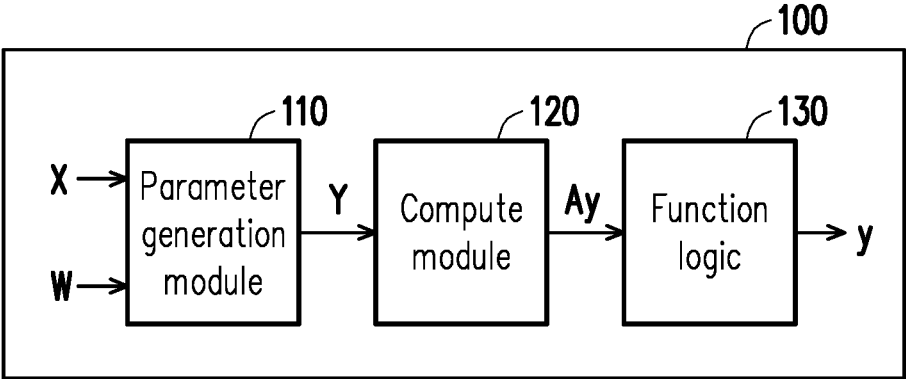 100
110
120
130
X
W
Parameter
generation
module
Y
Compute
module
Ay
Function
logic
y